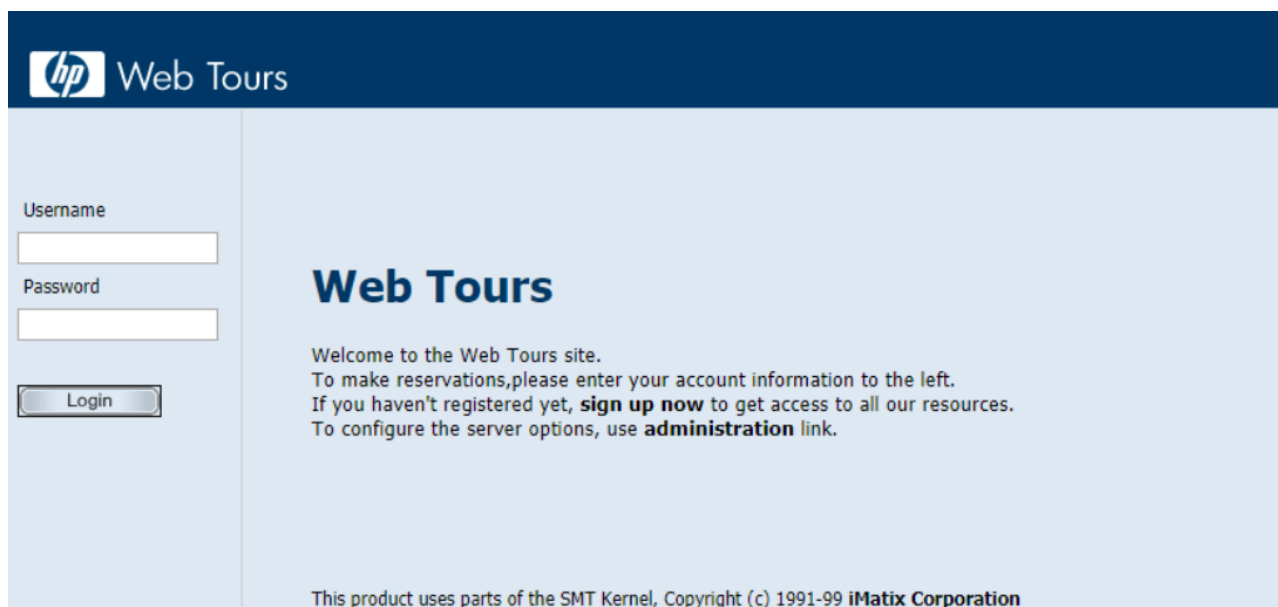 hp Web Tours
Username
Password
Login
Web Tours
Welcome to the Web Tours site.
To make reservations,please enter your account information to the left.
If you haven't registered yet, sign up now to get access to all our resources.
To configure the server options, use administration link.
This product uses parts of the SMT Kernel, Copyright (c) 1991-99 iMatix Corporation